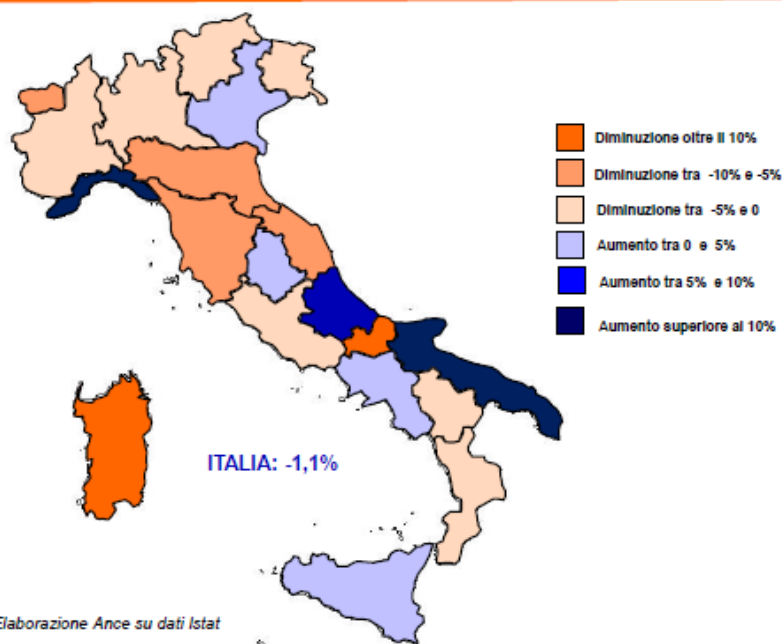 Diminuzione oltre il 10%
Diminuzione tra -10% e -5%
Diminuzione tra -5% e 0
Aumento tra 0 e 5%
Aumento tra 5% e 10%
Aumento superiore al 10%
ITALIA: -1,1%
Elaborazione Ance su dati Istat